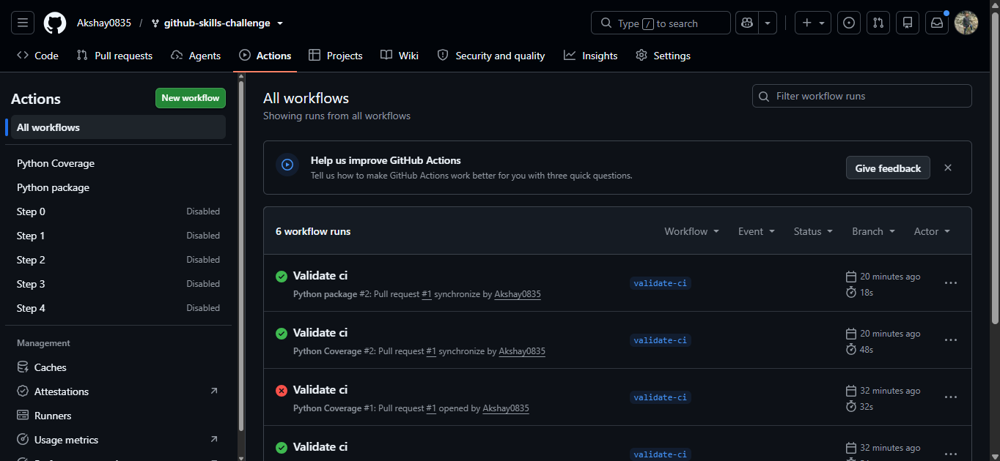 Akshay0835 / github-skills-challenge
Type / to search
Code
Pull requests
Agents
Actions
Projects
Wiki
Security and quality
Insights
Settings
Actions
New workflow
All workflows
Python Coverage
Python package
Step 0 Disabled
Step 1 Disabled
Step 2 Disabled
Step 3 Disabled
Step 4 Disabled
Management
Caches
Attestations
Runners
Usage metrics
All workflows
Showing runs from all workflows
Filter workflow runs
Help us improve GitHub Actions
Tell us how to make GitHub Actions work better for you with three quick questions.
Give feedback
6 workflow runs
Workflow
Event
Status
Branch
Actor
Validate ci
Python package #2: Pull request #1 synchronize by Akshay0835
validate-ci
20 minutes ago
18s
Validate ci
Python Coverage #2: Pull request #1 synchronize by Akshay0835
validate-ci
20 minutes ago
48s
Validate ci
Python Coverage #1: Pull request #1 opened by Akshay0835
validate-ci
32 minutes ago
32s
Validate ci
validate-ci
32 minutes ago